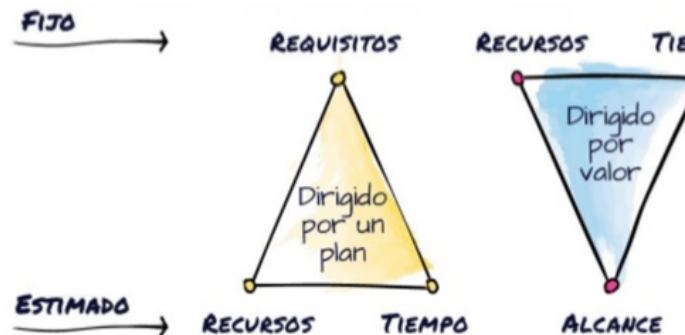 FIJO
REQUISITOS
RECURSOS
Dirigido
por un
plan
Dirigido
por
valor
ESTIMADO
RECURSOS
TIEMPO
ALCANCE